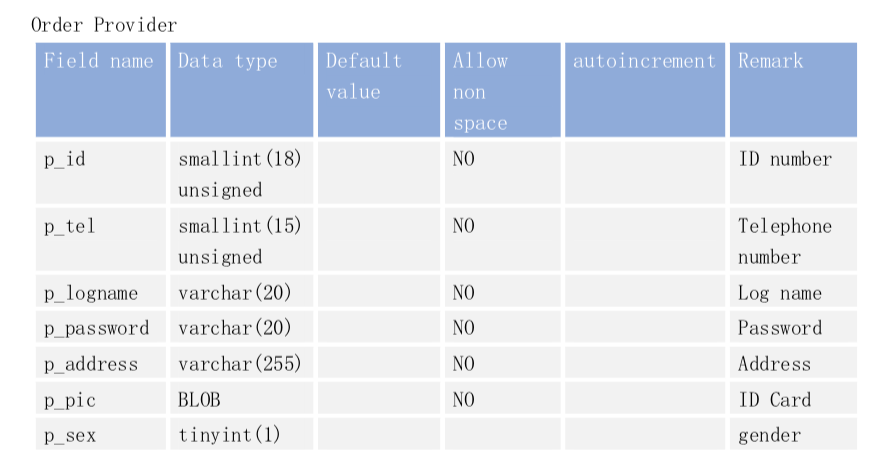 Order Provider
Field name Data type Default value Allow non space autoincrement Remark
p_id smallint(18) unsigned NO ID number
p_tel smallint(15) unsigned NO Telephone number
p_logname varchar(20) NO Log name
p_password varchar(20) NO Password
p_address varchar(255) NO Address
p_pic BLOB NO ID Card
p_sex tinyint(1) gender